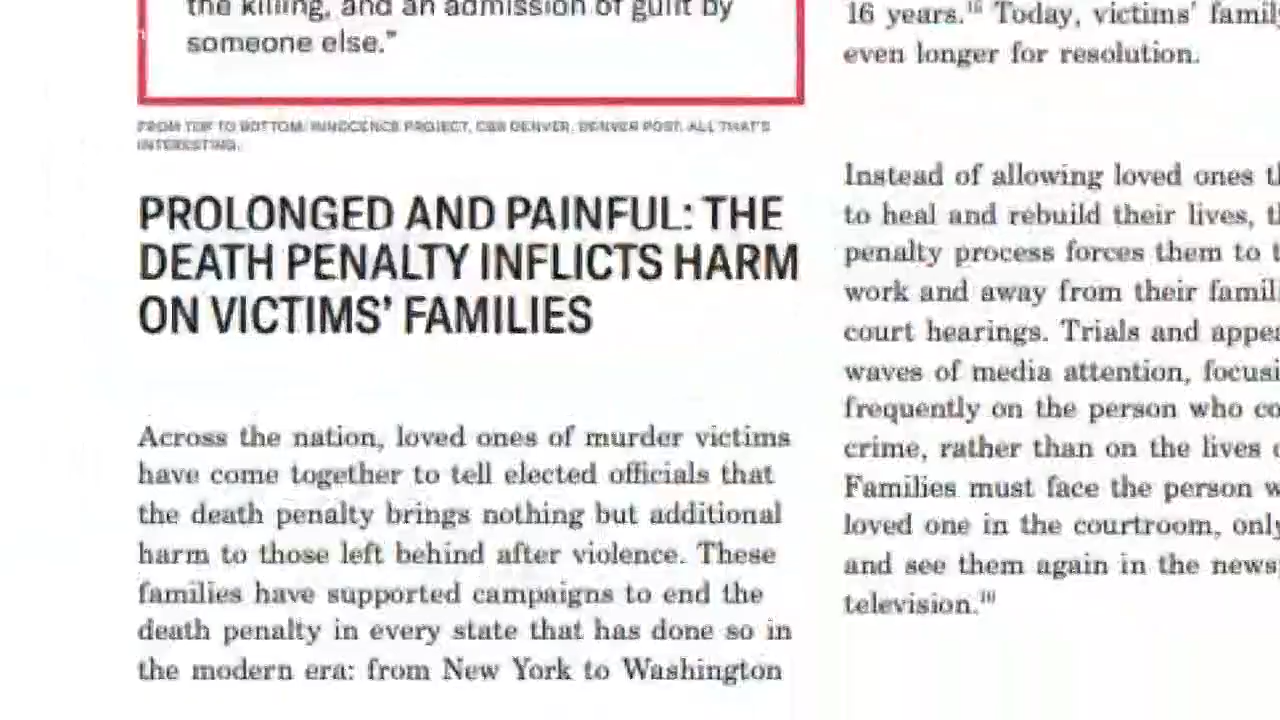 the killing, and an admission of guilt by
someone else.”
FROM TOP TO BOTTOM: INNOCENCE PROJECT, CBS DENVER, DENVER POST, ALL THAT'S
INTERESTING.
PROLONGED AND PAINFUL: THE
DEATH PENALTY INFLICTS HARM
ON VICTIMS’ FAMILIES
Across the nation, loved ones of murder victims
have come together to tell elected officials that
the death penalty brings nothing but additional
harm to those left behind after violence. These
families have supported campaigns to end the
death penalty in every state that has done so in
the modern era: from New York to Washington
16 years. Today, victims’ family
even longer for resolution.
Instead of allowing loved ones
to heal and rebuild their lives,
penalty process forces them to
work and away from their
court hearings. Trials and
waves of media attention,
frequently on the person who
crime, rather than on the lives
Families must face the person
loved one in the courtroom,
and see them again in the
television.